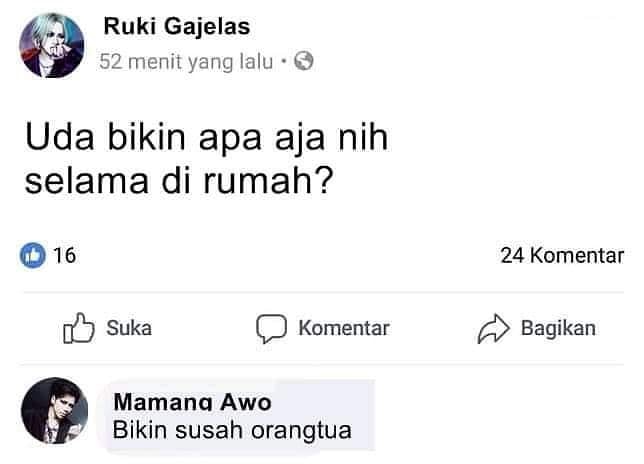 Ruki Gajelas
52 menit yang lalu •
Uda bikin apa aja nih
selama di rumah?
16
24 Komentar
Suka
Komentar
Bagikan
Mamang Awo
Bikin susah orangtua